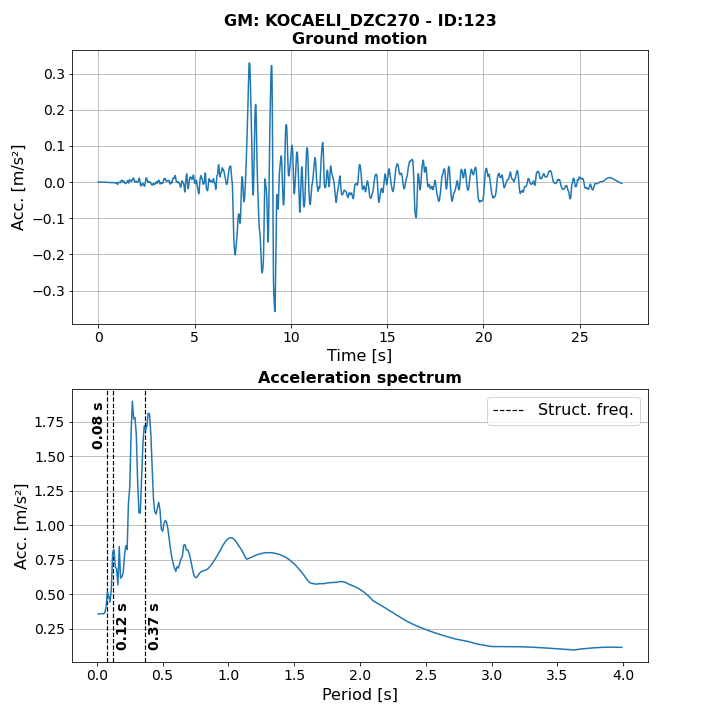 GM: KOCAELI_DZC270 - ID:123
Ground motion
0.3
0.2
0.1
0.0
−0.1
−0.2
−0.3
Acc. [m/s²]
0 5 10 15 20 25
Time [s]
Acceleration spectrum
1.75
1.50
1.25
1.00
0.75
0.50
0.25
Acc. [m/s²]
0.08 s
0.12 s
0.37 s
Struct. freq.
0.0 0.5 1.0 1.5 2.0 2.5 3.0 3.5 4.0
Period [s]